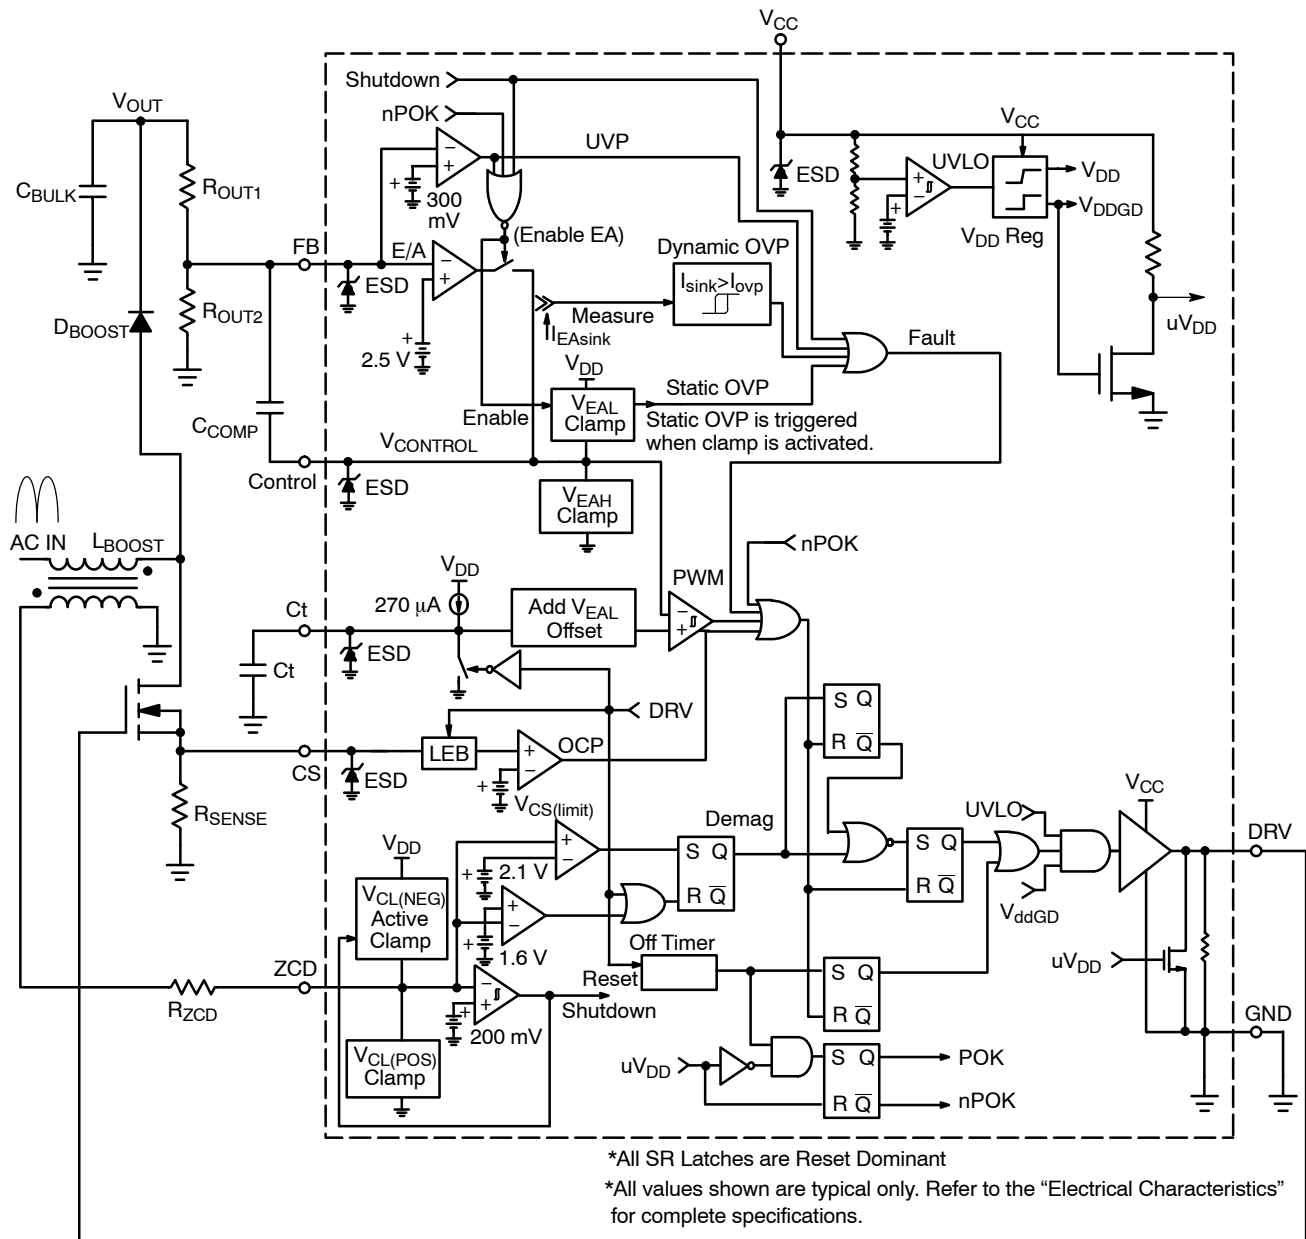 VCC
Shutdown
nPOK
VOUT
UVP
VCC
UVLO
VDD
VDDGD
VDD Reg
ESD
CBULK
ROUT1
300
mV
(Enable EA)
FB
E/A
ESD
Dynamic OVP
Isink>Iovp
Measure
IEAsink
uVDD
ROUT2
DBOOST
2.5 V
Fault
VDD
Static OVP
VEAL
Clamp
Enable
Static OVP is triggered
when clamp is activated.
CCOMP
VCONTROL
Control
ESD
VEAH
Clamp
AC IN
LBOOST
nPOK
VDD
PWM
270 μA
Ct
Add VEAL
Offset
ESD
Ct
DRV
LEB
OCP
CS
ESD
VCS(limit)
RSENSE
S Q
R Q
Demag
VCC
UVLO
DRV
VDD
2.1 V
S Q
R Q
S Q
R Q
VCL(NEG)
Active
Clamp
VddGD
1.6 V
Off Timer
ZCD
Reset
uVDD
S Q
R Q
RZCD
Shutdown
200 mV
GND
VCL(POS)
Clamp
uVDD
S Q
R Q
POK
nPOK
*All SR Latches are Reset Dominant
*All values shown are typical only. Refer to the “Electrical Characteristics”
for complete specifications.